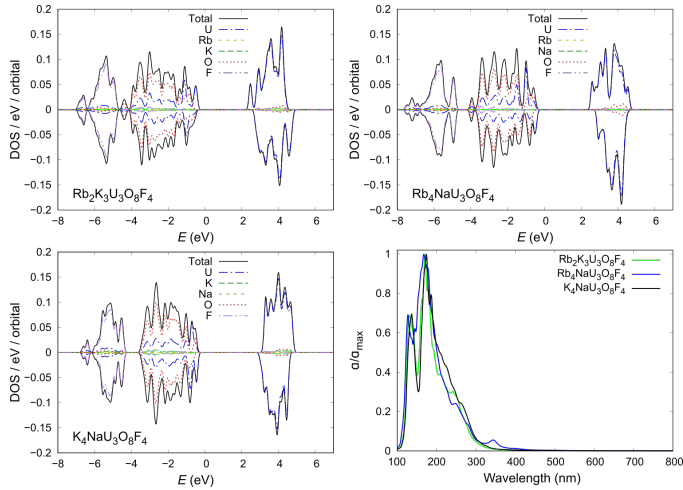 Total
U
Rb
K
O
F
DOS / eV / orbital
0.2
0.15
0.1
0.05
0
−0.05
−0.1
−0.15
−0.2
Rb₂K₃U₃O₈F₄
−8 −6 −4 −2 0 2 4 6
E (eV)
Total
U
Rb
Na
O
F
DOS / eV / orbital
0.2
0.15
0.1
0.05
0
−0.05
−0.1
−0.15
−0.2
Rb₄NaU₃O₈F₄
−8 −6 −4 −2 0 2 4 6
E (eV)
Total
U
K
Na
O
F
DOS / eV / orbital
0.2
0.15
0.1
0.05
0
−0.05
−0.1
−0.15
−0.2
K₄NaU₃O₈F₄
−8 −6 −4 −2 0 2 4 6
E (eV)
Rb₂K₃U₃O₈F₄
Rb₄NaU₃O₈F₄
K₄NaU₃O₈F₄
a/aₘₐₓ
1
0.8
0.6
0.4
0.2
0
100 200 300 400 500 600 700 800
Wavelength (nm)